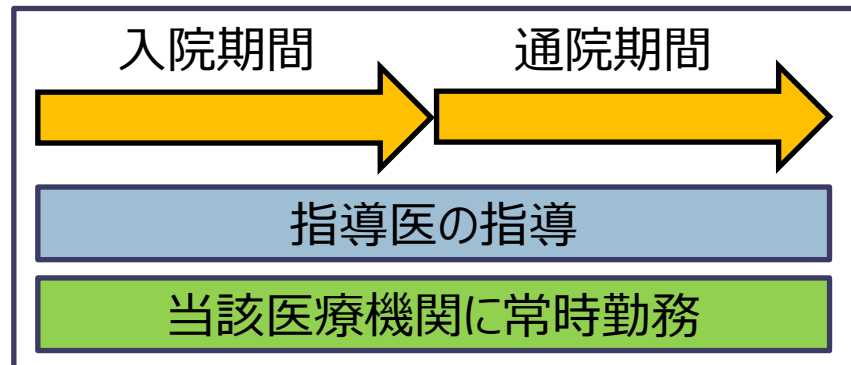 入院期間
通院期間
指導医の指導
当該医療機関に常時勤務